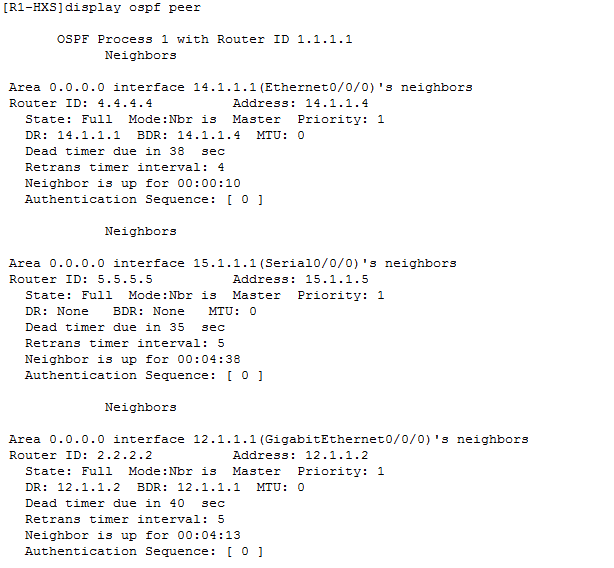 [R1-HXS]display ospf peer
OSPF Process 1 with Router ID 1.1.1.1
Neighbors
Area 0.0.0.0 interface 14.1.1.1(Ethernet0/0/0)'s neighbors
Router ID: 4.4.4.4          Address: 14.1.1.4
State: Full  Mode:Nbr is  Master  Priority: 1
DR: 14.1.1.1  BDR: 14.1.1.4  MTU: 0
Dead timer due in 38  sec
Retrans timer interval: 4
Neighbor is up for 00:00:10
Authentication Sequence: [ 0 ]
Neighbors
Area 0.0.0.0 interface 15.1.1.1(Serial0/0/0)'s neighbors
Router ID: 5.5.5.5          Address: 15.1.1.5
State: Full  Mode:Nbr is  Master  Priority: 1
DR: None   BDR: None   MTU: 0
Dead timer due in 35  sec
Retrans timer interval: 5
Neighbor is up for 00:04:38
Authentication Sequence: [ 0 ]
Neighbors
Area 0.0.0.0 interface 12.1.1.1(GigabitEthernet0/0/0)'s neighbors
Router ID: 2.2.2.2          Address: 12.1.1.2
State: Full  Mode:Nbr is  Master  Priority: 1
DR: 12.1.1.2  BDR: 12.1.1.1  MTU: 0
Dead timer due in 40  sec
Retrans timer interval: 5
Neighbor is up for 00:04:13
Authentication Sequence: [ 0 ]